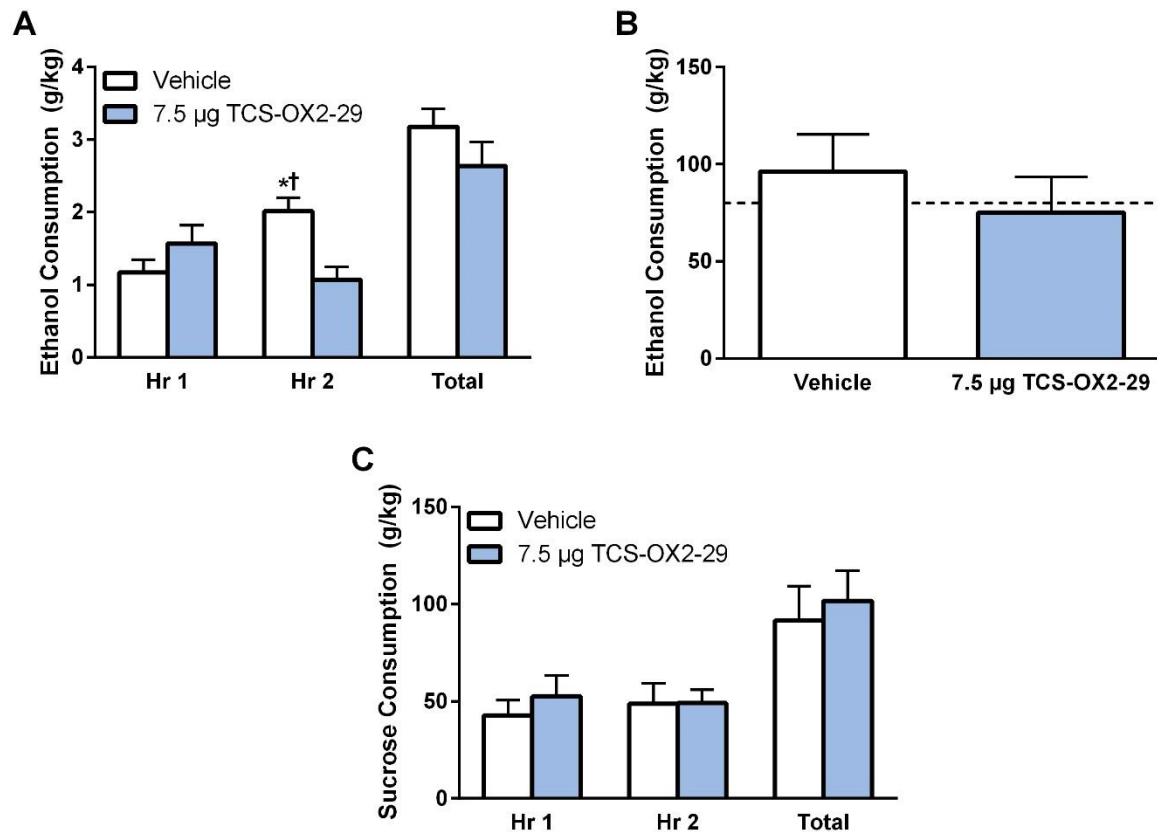 A
Ethanol Consumption (g/kg)
4
3
2
1
0
Vehicle
7.5 µg TCS-OX2-29
*†
Hr 1 Hr 2 Total
B
Ethanol Consumption (g/kg)
150
100
50
0
Vehicle 7.5 µg TCS-OX2-29
C
Sucrose Consumption (g/kg)
150
100
50
0
Vehicle
7.5 µg TCS-OX2-29
Hr 1 Hr 2 Total